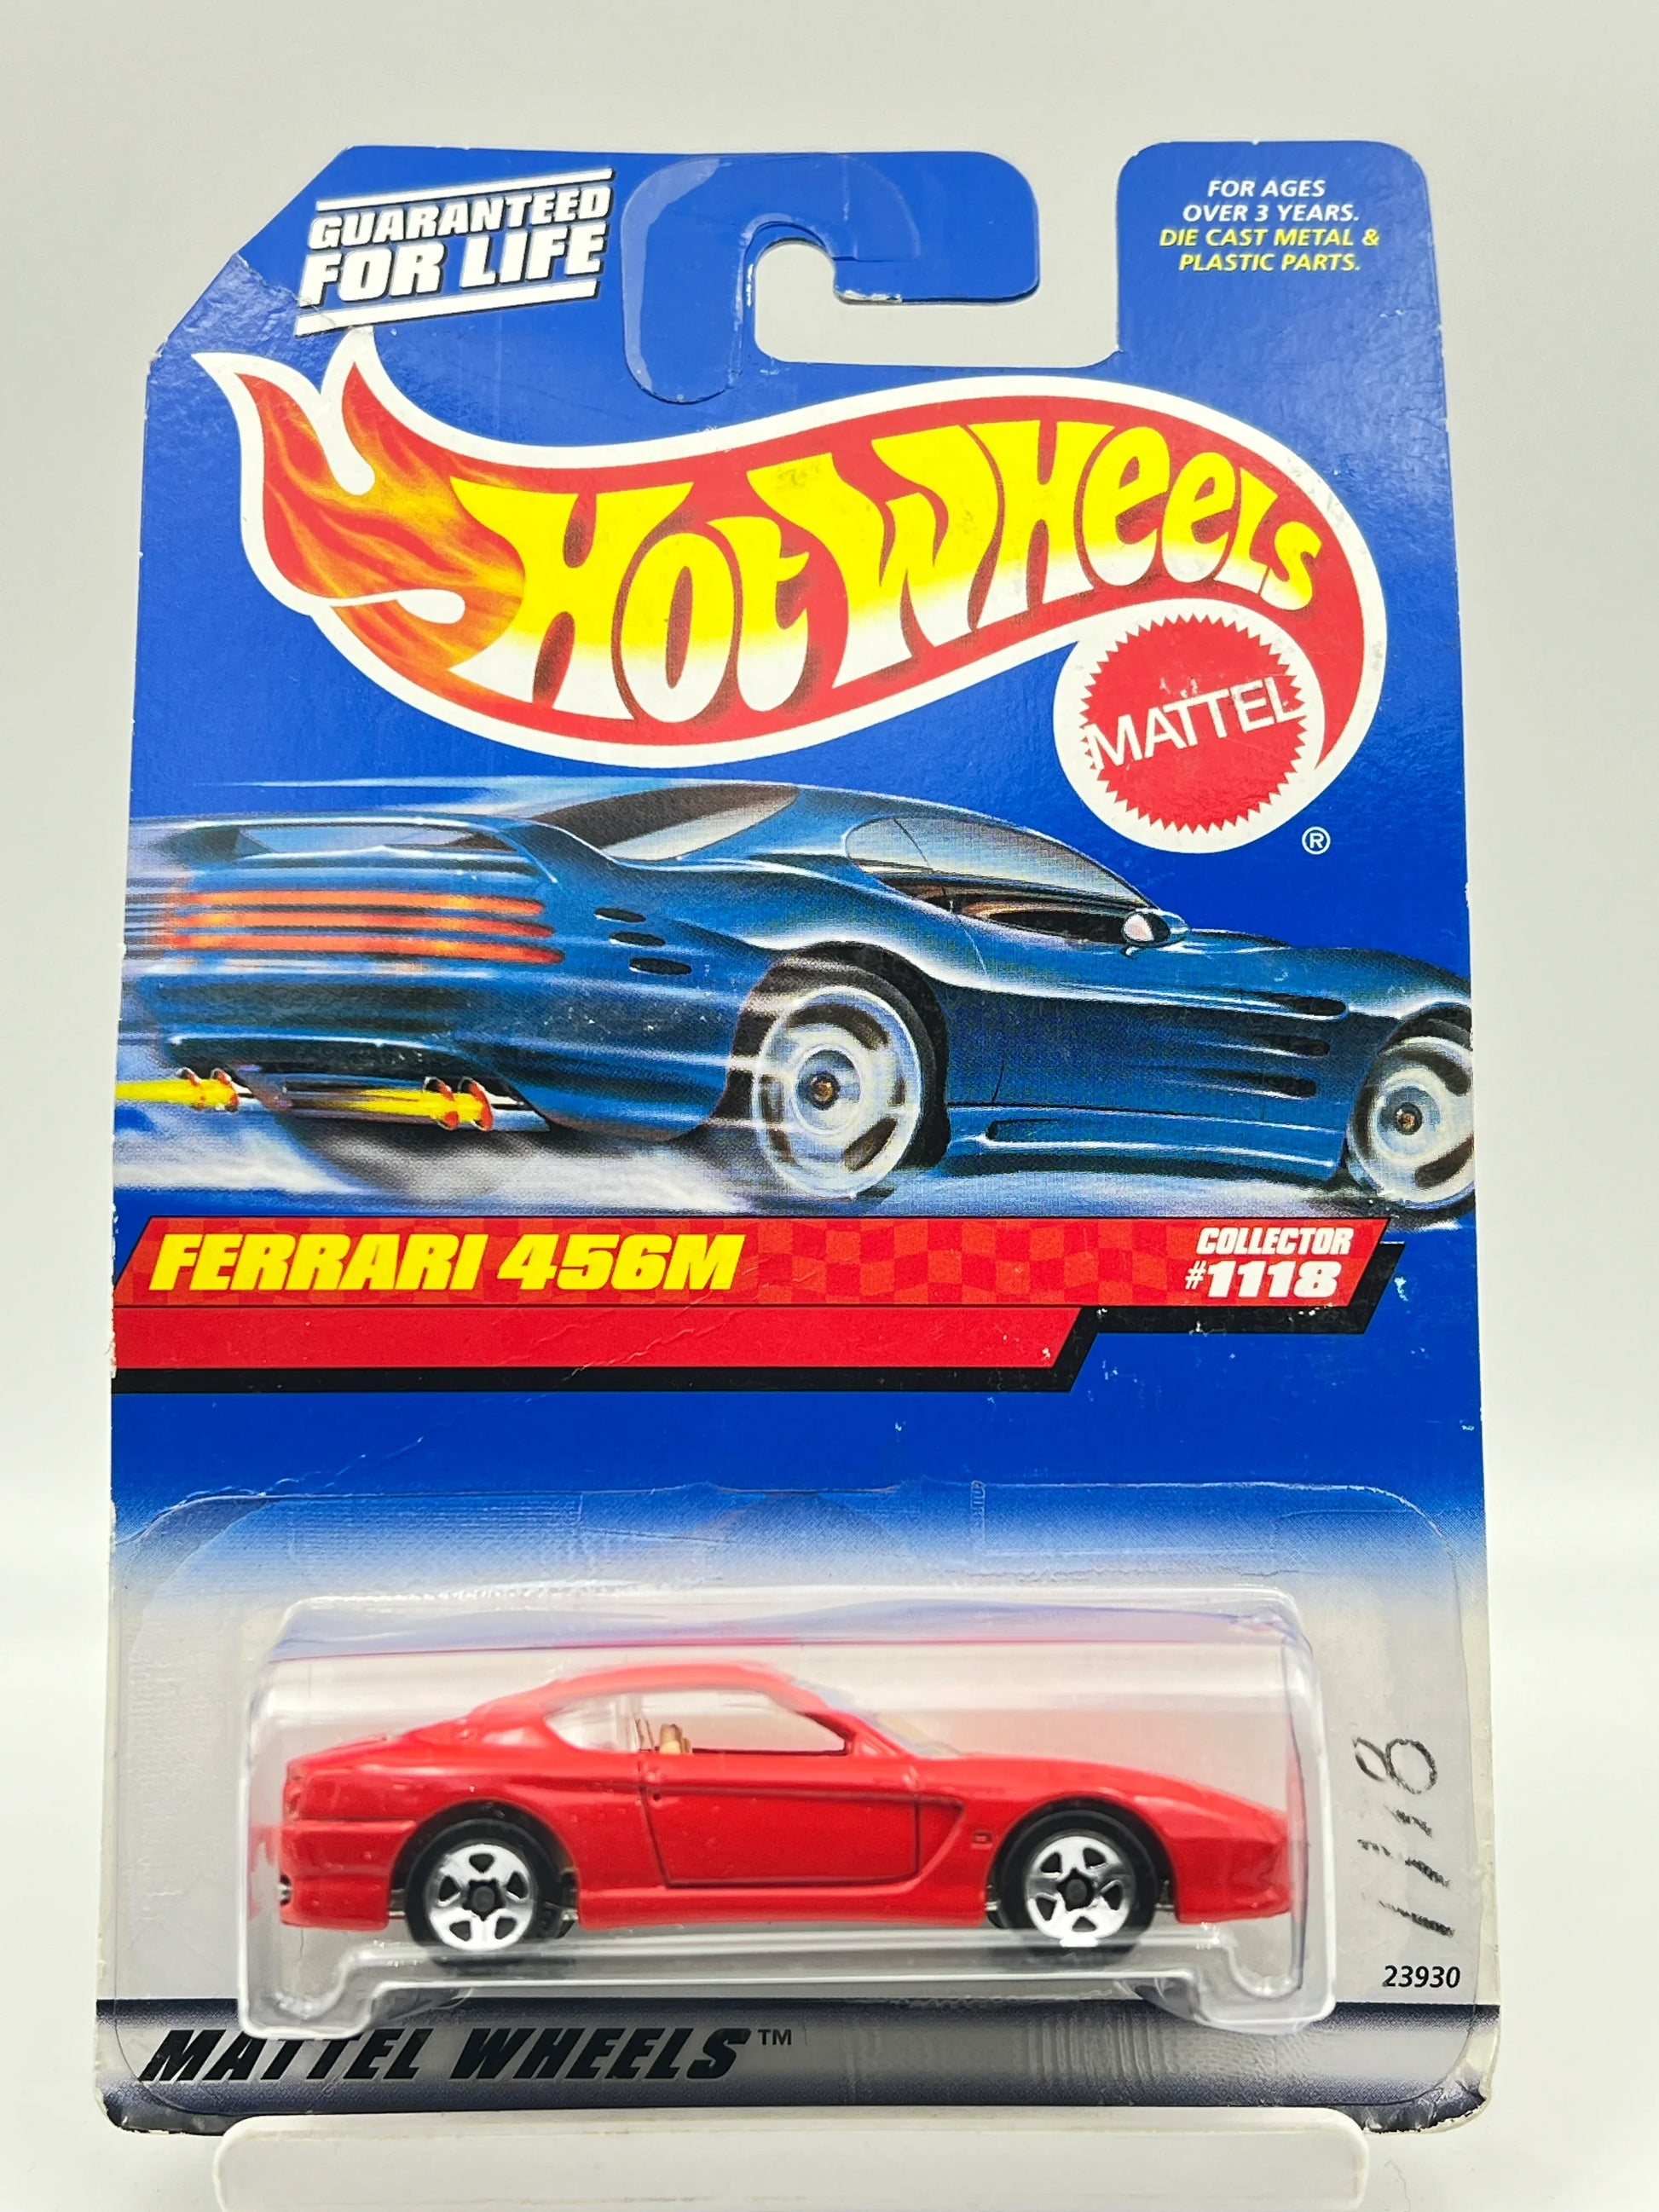 GUARANTEED
FOR LIFE
FOR AGES
OVER 3 YEARS.
DIE CAST METAL &
PLASTIC PARTS.
HOT WHEELS
MATTEL
®
FERRARI 456M
COLLECTOR
#1118
1118
23930
MATTEL WHEELS™